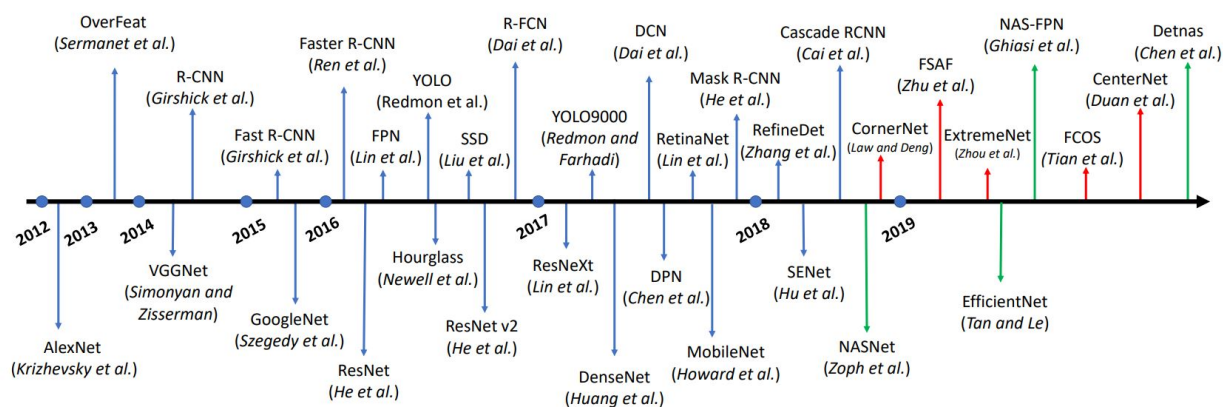 OverFeat
(Sermanet et al.)
R-CNN
(Girshick et al.)
Fast R-CNN
(Girshick et al.)
Faster R-CNN
(Ren et al.)
FPN
(Lin et al.)
YOLO
(Redmon et al.)
SSD
(Liu et al.)
R-FCN
(Dai et al.)
YOLO9000
(Redmon and
Farhadi)
DCN
(Dai et al.)
RetinaNet
(Lin et al.)
Mask R-CNN
(He et al.)
RefineDet
(Zhang et al.)
Cascade RCNN
(Cai et al.)
CornerNet
(Law and Deng)
FSAF
(Zhu et al.)
ExtremeNet
(Zhou et al.)
NAS-FPN
(Ghiasi et al.)
FCOS
(Tian et al.)
CenterNet
(Duan et al.)
Detnas
(Chen et al.)
2012
2013
2014
2015
2016
2017
2018
2019
AlexNet
(Krizhevsky et al.)
VGGNet
(Simonyan and
Zisserman)
GoogleNet
(Szegedy et al.)
ResNet
(He et al.)
Hourglass
(Newell et al.)
ResNet v2
(He et al.)
ResNeXt
(Lin et al.)
DenseNet
(Huang et al.)
DPN
(Chen et al.)
MobileNet
(Howard et al.)
SENet
(Hu et al.)
NASNet
(Zoph et al.)
EfficientNet
(Tan and Le)